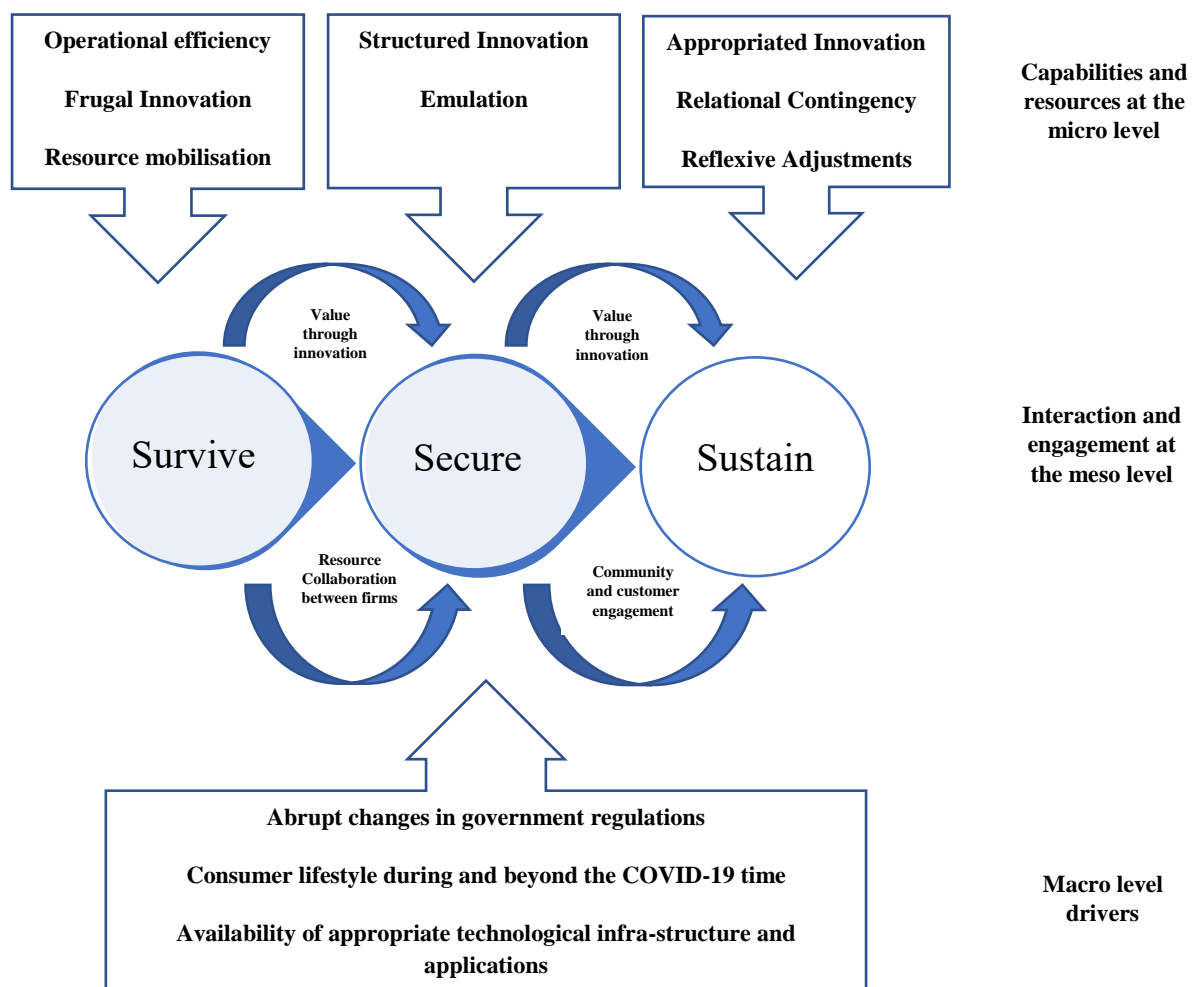 Operational efficiency
Frugal Innovation
Resource mobilisation
Structured Innovation
Emulation
Appropriated Innovation
Relational Contingency
Reflexive Adjustments
Capabilities and
resources at the
micro level
Value
through
innovation
Value
through
innovation
Survive
Secure
Sustain
Interaction and
engagement at
the meso level
Resource
Collaboration
between firms
Community
and customer
engagement
Abrupt changes in government regulations
Consumer lifestyle during and beyond the COVID-19 time
Availability of appropriate technological infra-structure and
applications
Macro level
drivers